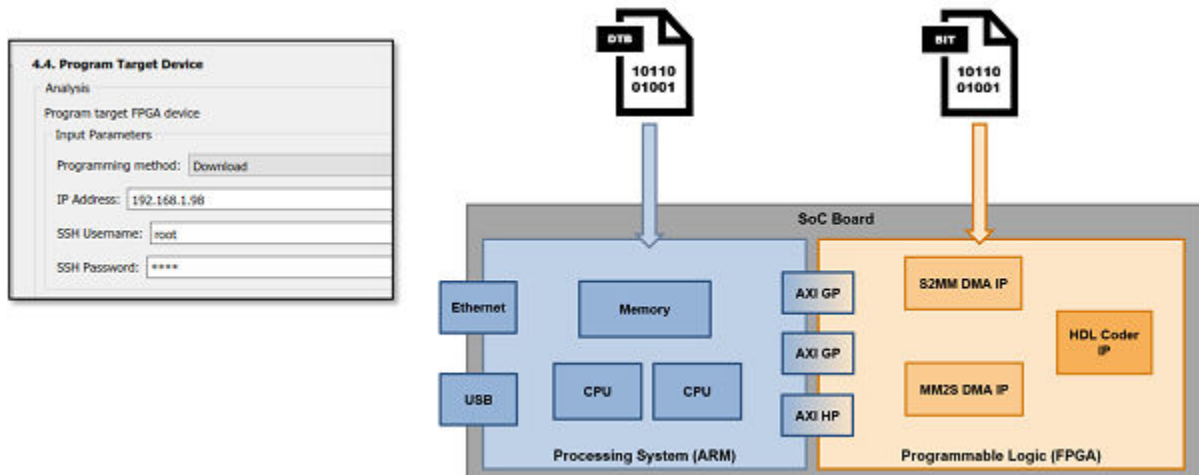 4.4. Program Target Device
Analysis
Program target FPGA device
Input Parameters
Programming method: Download
IP Address: 192.168.1.98
SSH Username: root
SSH Password: ****
DTB
10110
01001
BIT
10110
01001
SoC Board
Ethernet
USB
Memory
CPU
CPU
Processing System (ARM)
AXI GP
AXI GP
AXI HP
S2MM DMA IP
MM2S DMA IP
HDL Coder
IP
Programmable Logic (FPGA)